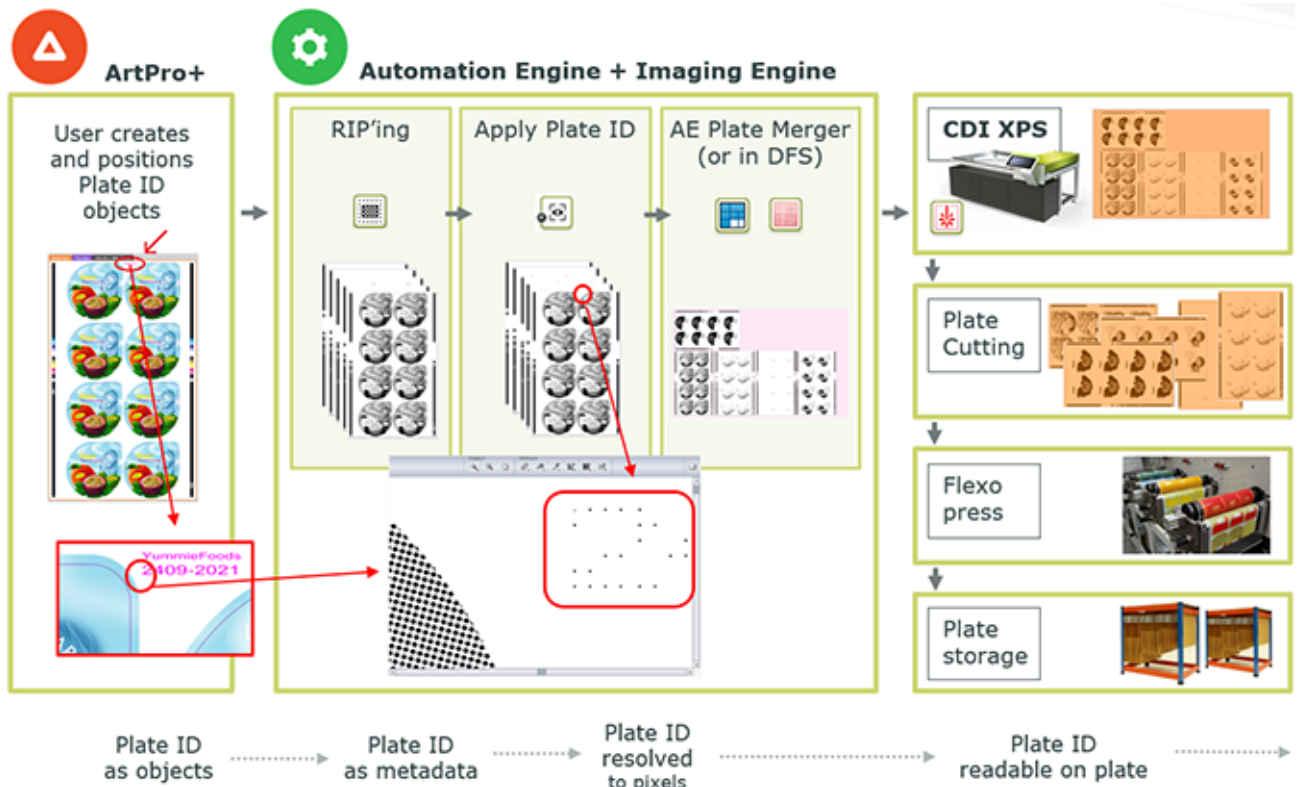 ArtPro+
User creates
and positions
Plate ID
objects
YummieFoods
2409-2021
Automation Engine + Imaging Engine
RIP'ing
Apply Plate ID
AE Plate Merger
(or in DFS)
CDI XPS
Plate
Cutting
Flexo
press
Plate
storage
Plate ID
as objects
Plate ID
as metadata
Plate ID
resolved
to pixels
Plate ID
readable on plate